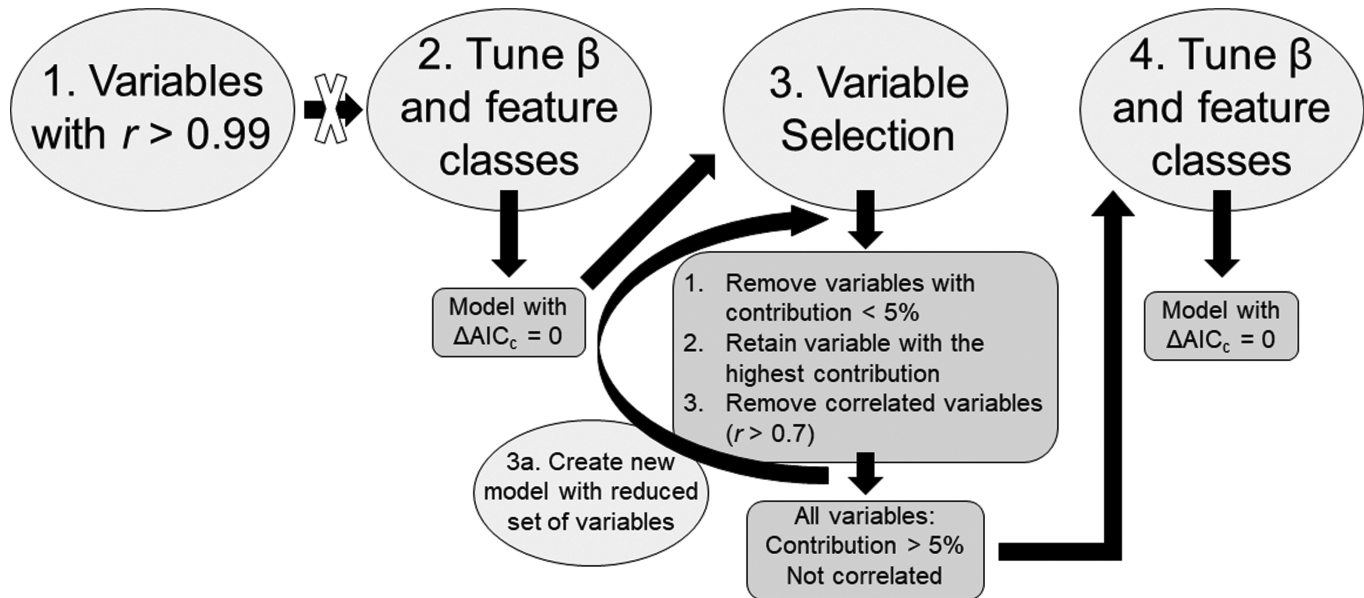 1. Variables
with r > 0.99
2. Tune β
and feature
classes
Model with
ΔAICc = 0
3. Variable
Selection
1. Remove variables with
contribution < 5%
2. Retain variable with the
highest contribution
3. Remove correlated variables
(r > 0.7)
3a. Create new
model with reduced
set of variables
All variables:
Contribution > 5%
Not correlated
4. Tune β
and feature
classes
Model with
ΔAICc = 0